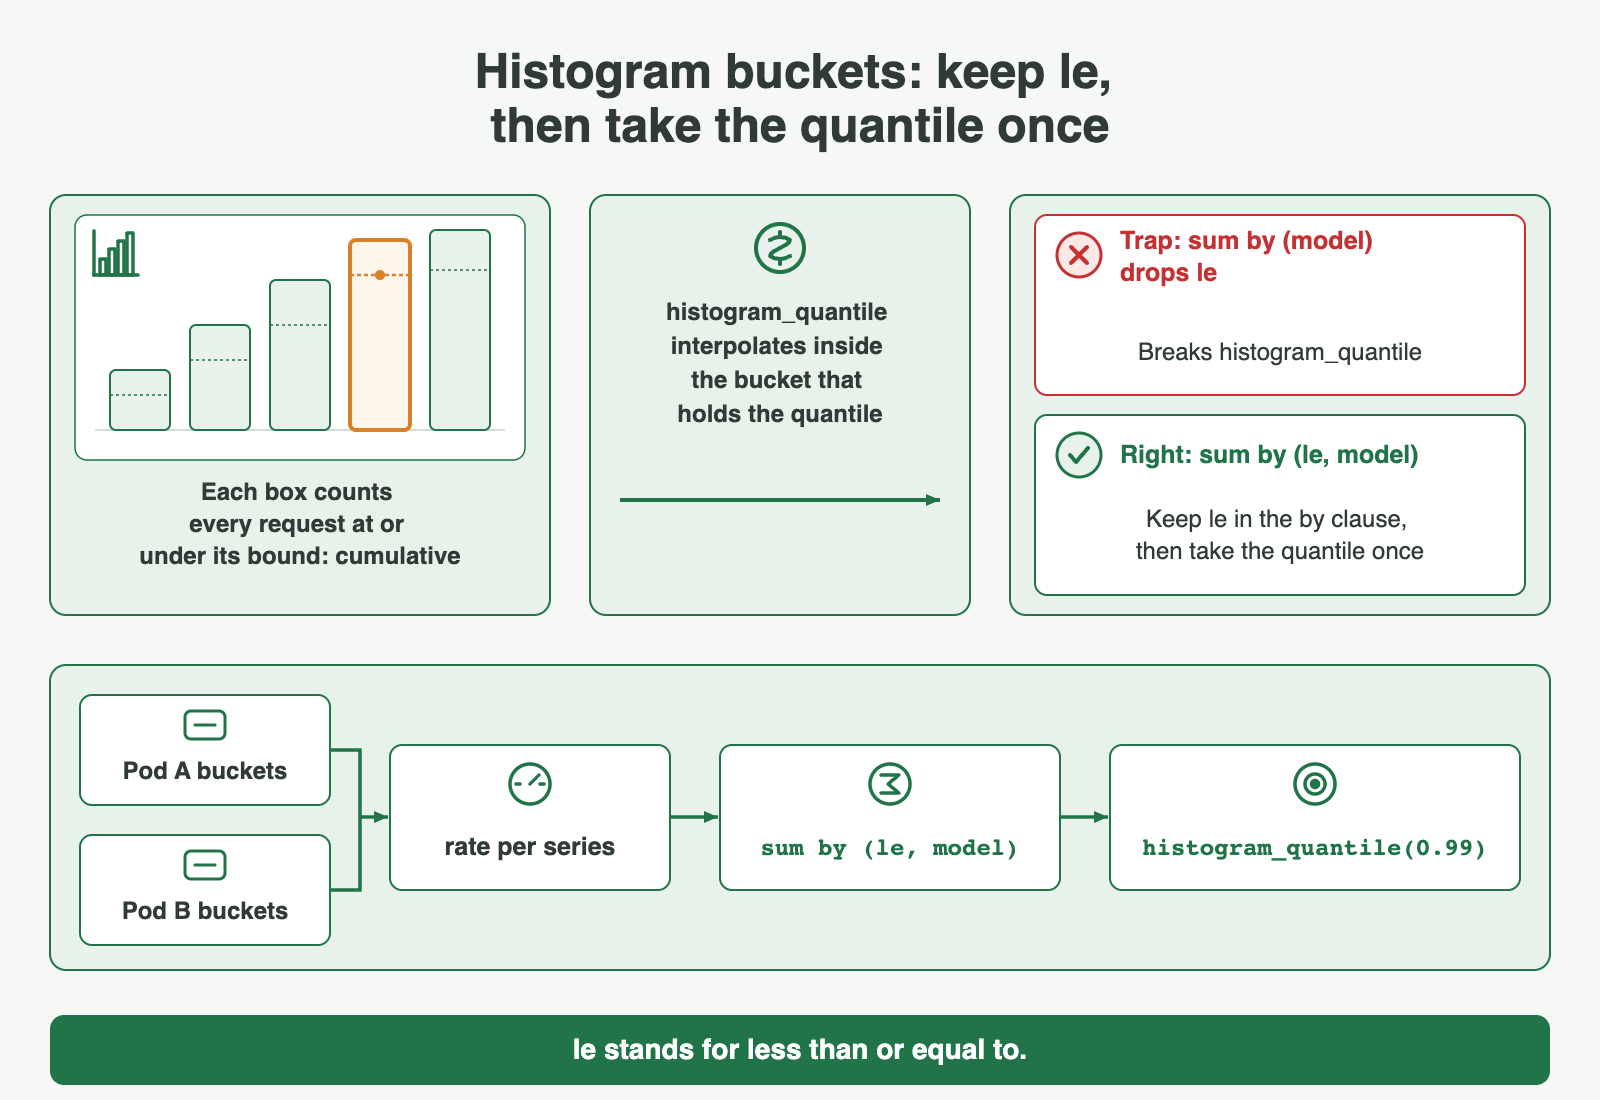 Histogram buckets: keep le,
then take the quantile once
Each box counts
every request at or
under its bound: cumulative
histogram_quantile
interpolates inside
the bucket that
holds the quantile
Trap: sum by (model)
drops le
Breaks histogram_quantile
Right: sum by (le, model)
Keep le in the by clause,
then take the quantile once
Pod A buckets
Pod B buckets
rate per series
sum by (le, model)
histogram_quantile(0.99)
le stands for less than or equal to.